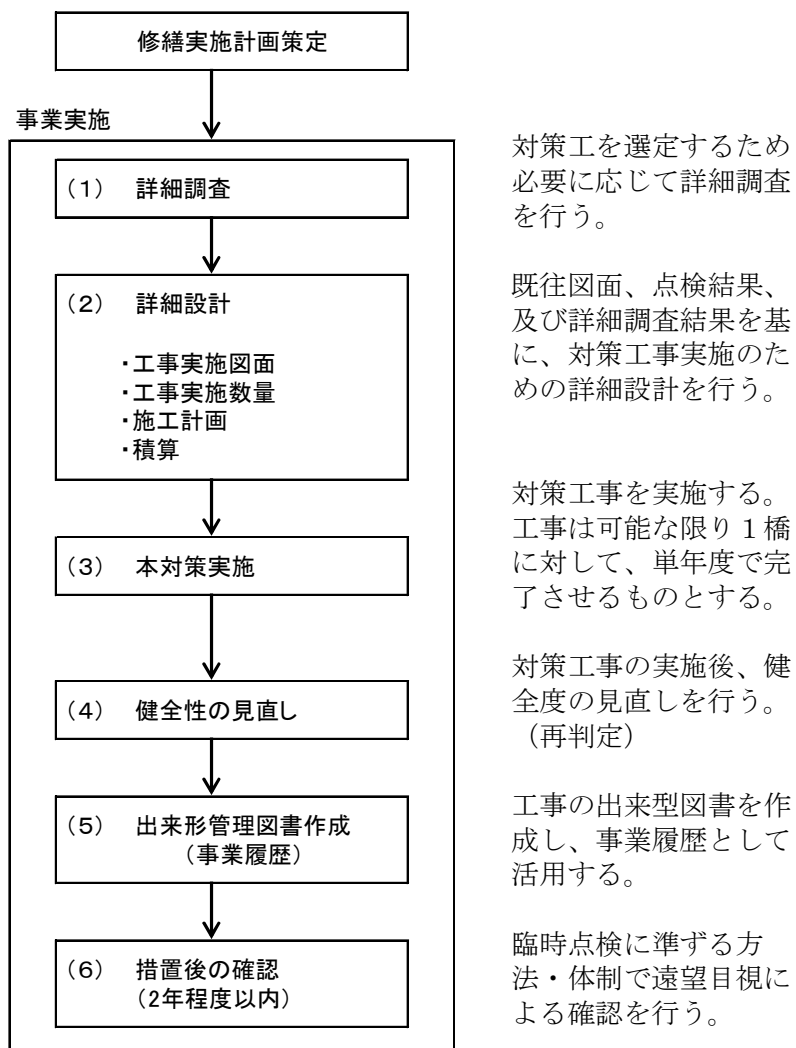 修繕実施計画策定
事業実施
（1）　詳細調査
対策工を選定するため
必要に応じて詳細調査
を行う。
（2）　詳細設計
・工事実施図面
・工事実施数量
・施工計画
・積算
既往図面、点検結果、
及び詳細調査結果を基
に、対策工事実施のた
めの詳細設計を行う。
（3）　本対策実施
対策工事を実施する。
工事は可能な限り１橋
に対して、単年度で完
了させるものとする。
（4）　健全性の見直し
対策工事の実施後、健
全度の見直しを行う。
（再判定）
（5）　出来形管理図書作成
（事業履歴）
工事の出来型図書を作
成し、事業履歴として
活用する。
（6）　措置後の確認
（2年程度以内）
臨時点検に準ずる方
法・体制で遠望目視に
よる確認を行う。